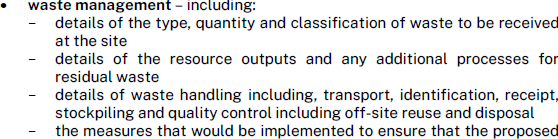 • waste management – including:
– details of the type, quantity and classification of waste to be received
at the site
– details of the resource outputs and any additional processes for
residual waste
– details of waste handling including, transport, identification, receipt,
stockpiling and quality control including off-site reuse and disposal
– the measures that would be implemented to ensure that the proposed